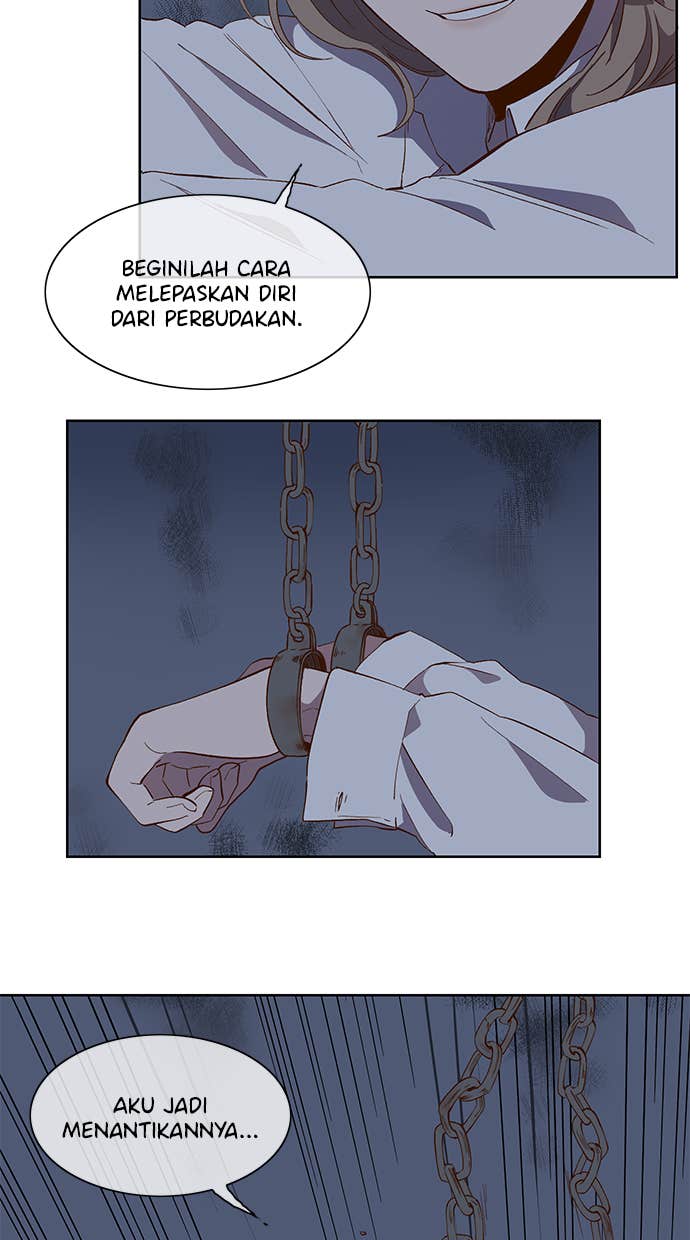 BEGINILAH CARA
MELEPASKAN DIRI
DARI PERBUDAKAN.
AKU JADI
MENANTIKANNYA...